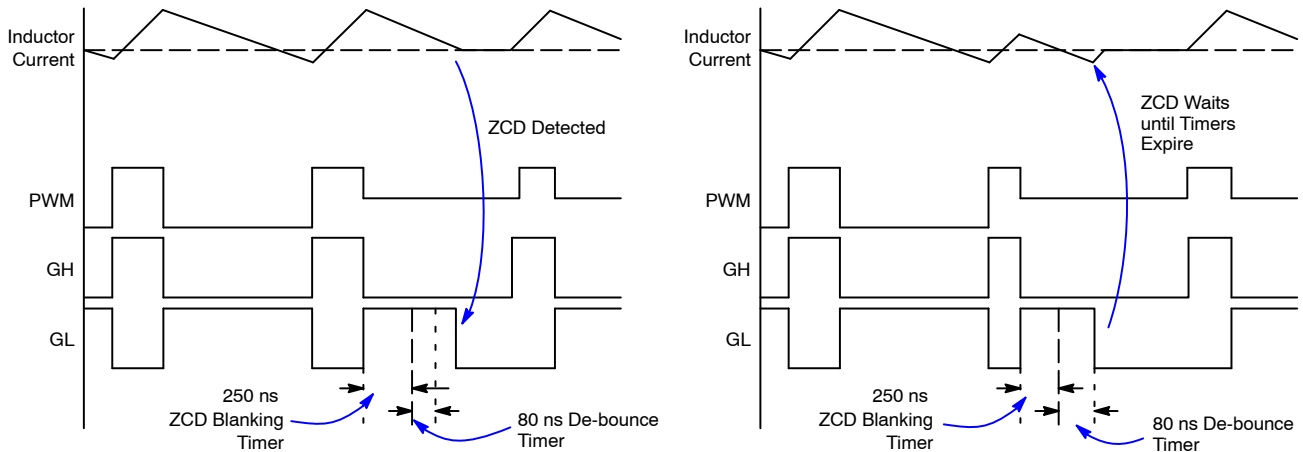 Inductor
Current
ZCD Detected
PWM
GH
GL
250 ns
ZCD Blanking
Timer
80 ns De-bounce
Timer
Inductor
Current
ZCD Waits
until Timers
Expire
PWM
GH
GL
250 ns
ZCD Blanking
Timer
80 ns De-bounce
Timer